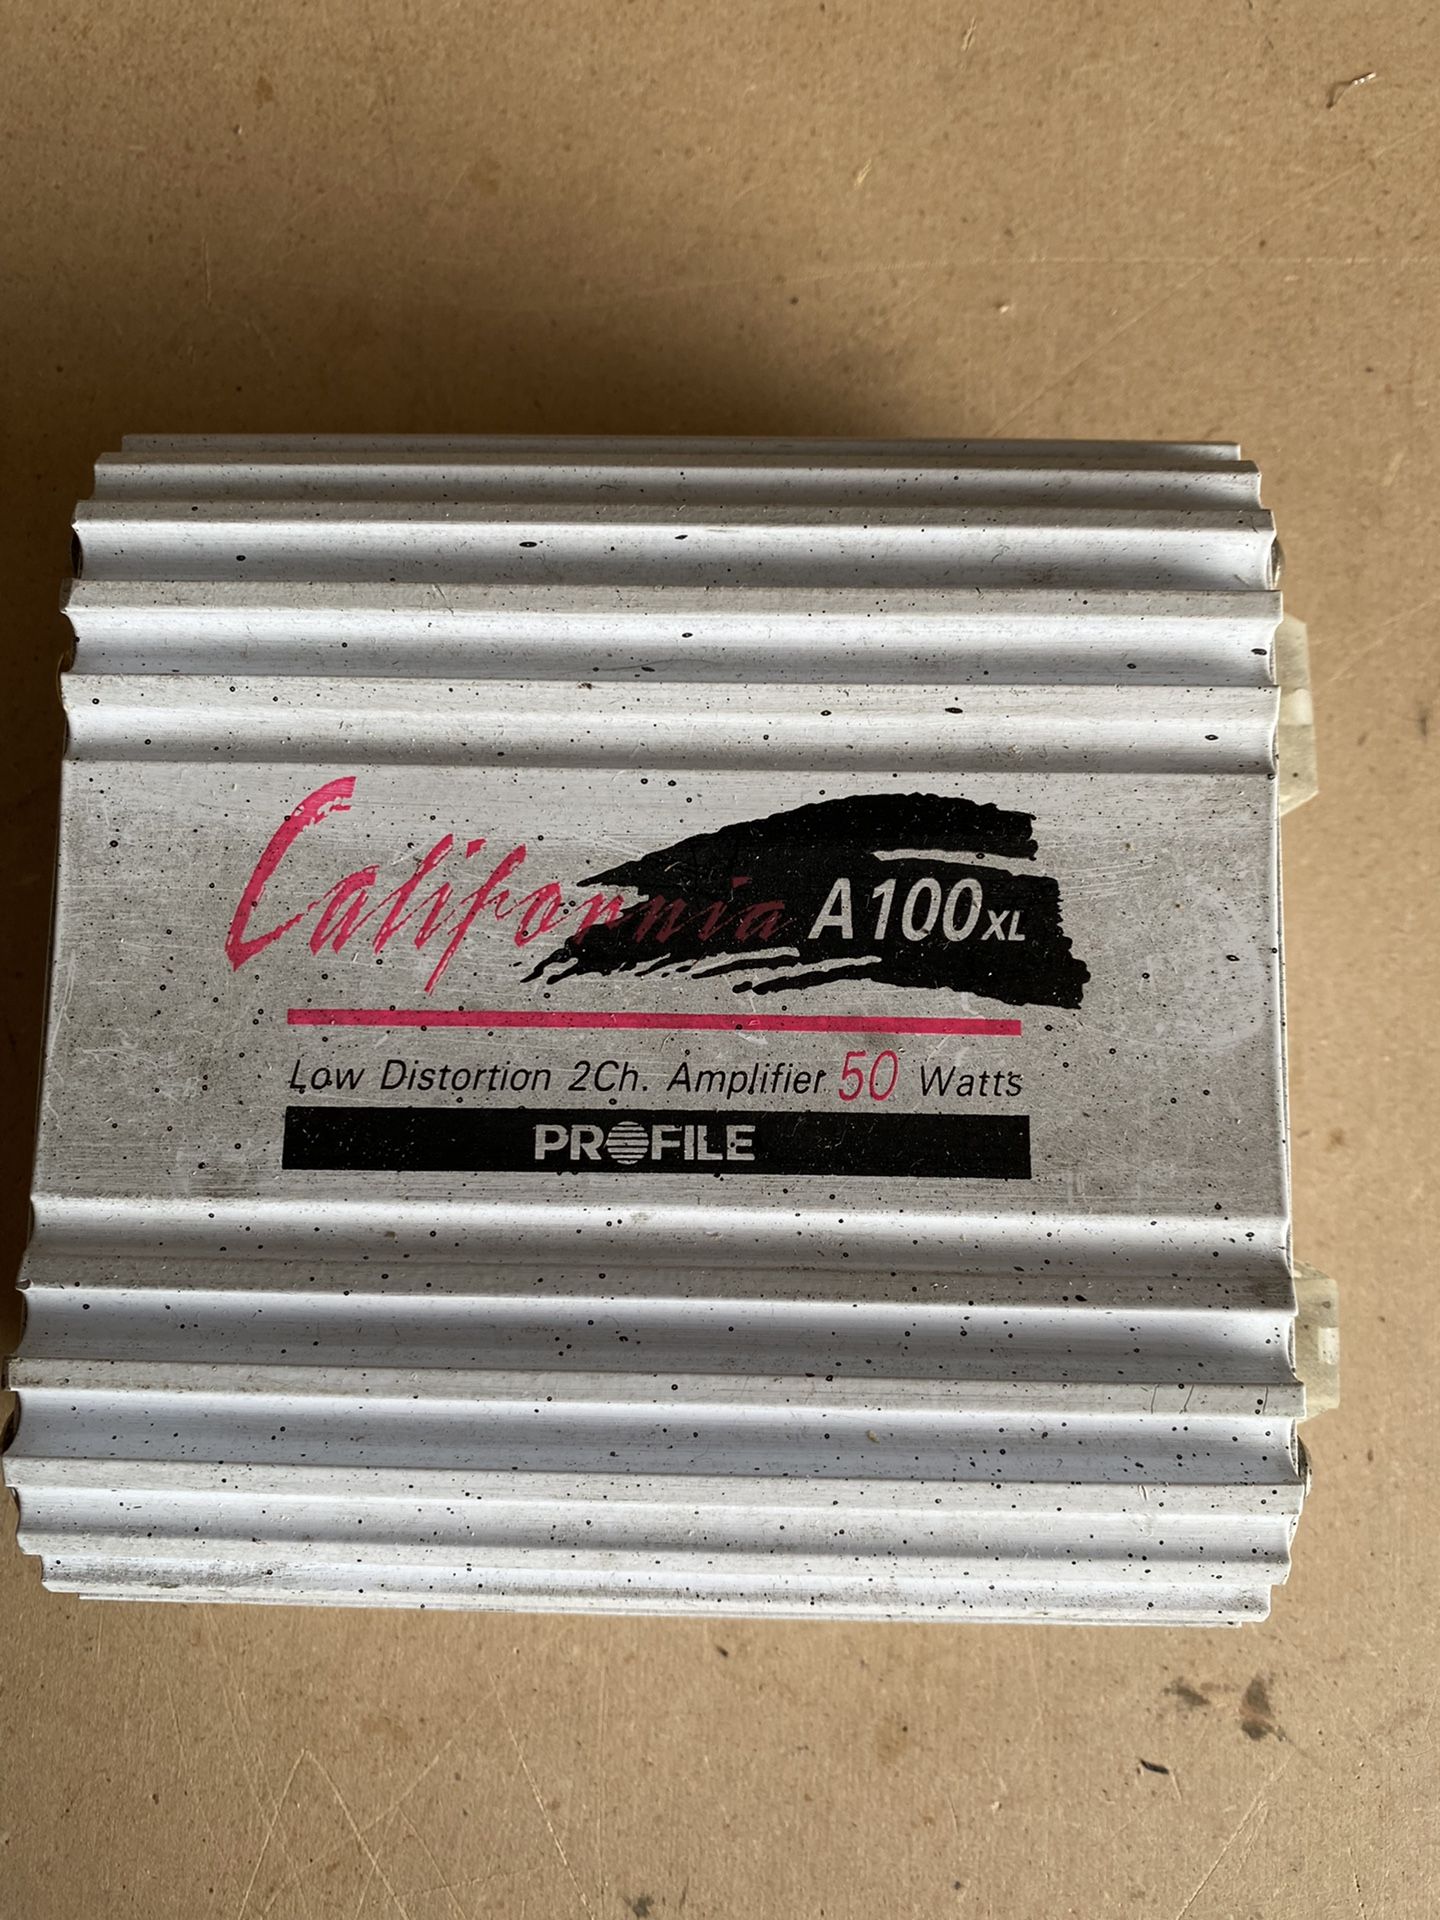 California A100XL
Low Distortion 2Ch. Amplifier 50 Watts
PROFILE